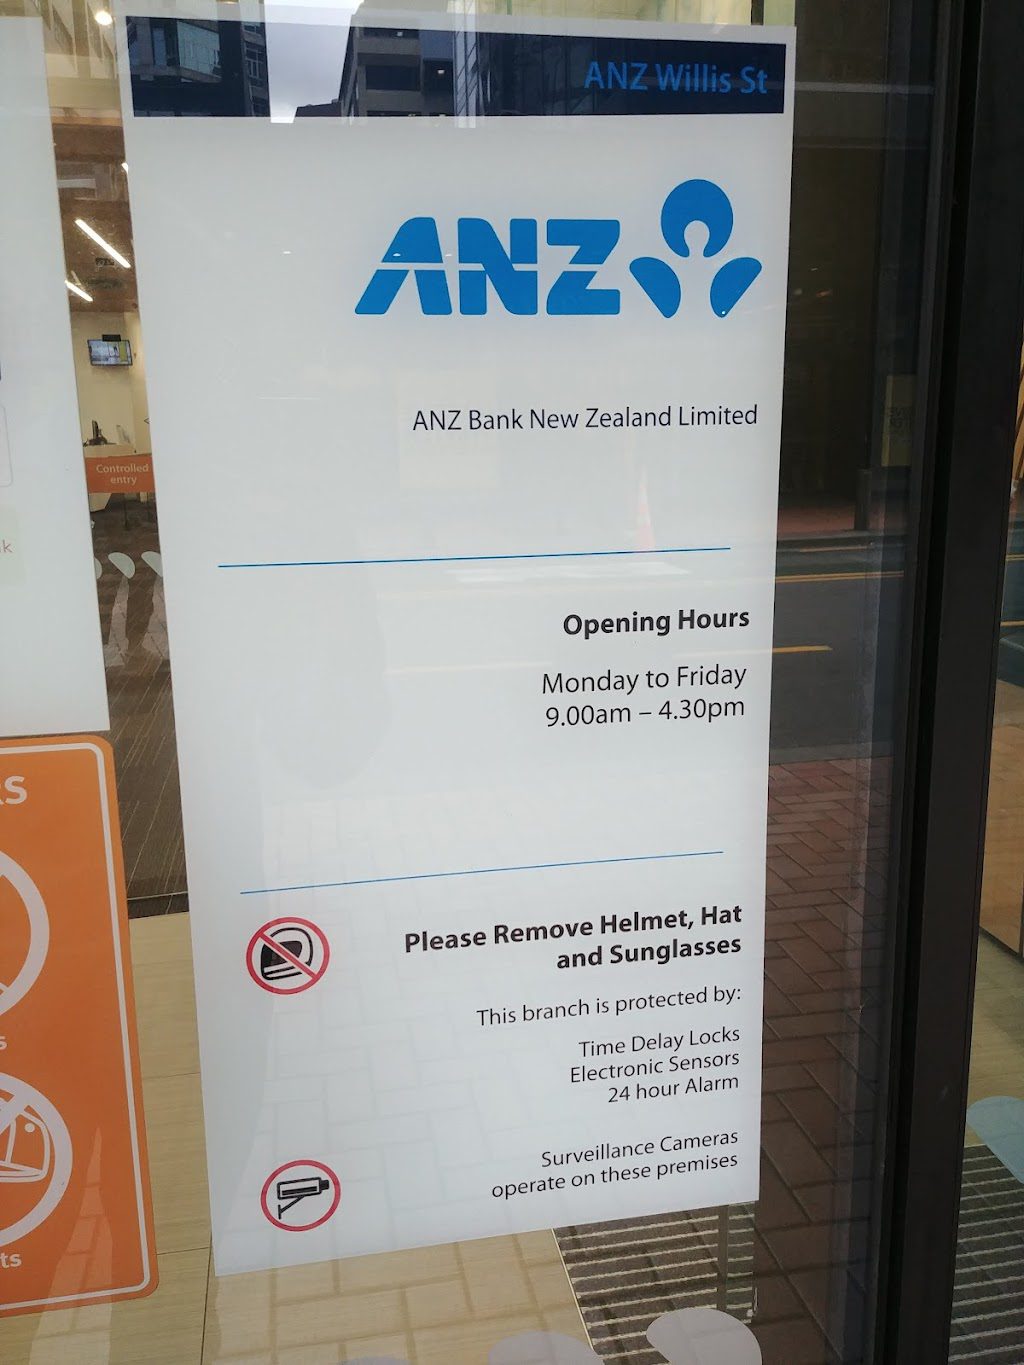 ANZ Willis St
ANZ
ANZ Bank New Zealand Limited
Opening Hours
Monday to Friday
9.00am – 4.30pm
Please Remove Helmet, Hat
and Sunglasses
This branch is protected by:
Time Delay Locks
Electronic Sensors
24 hour Alarm
Surveillance Cameras
operate on these premises
Controlled
entry